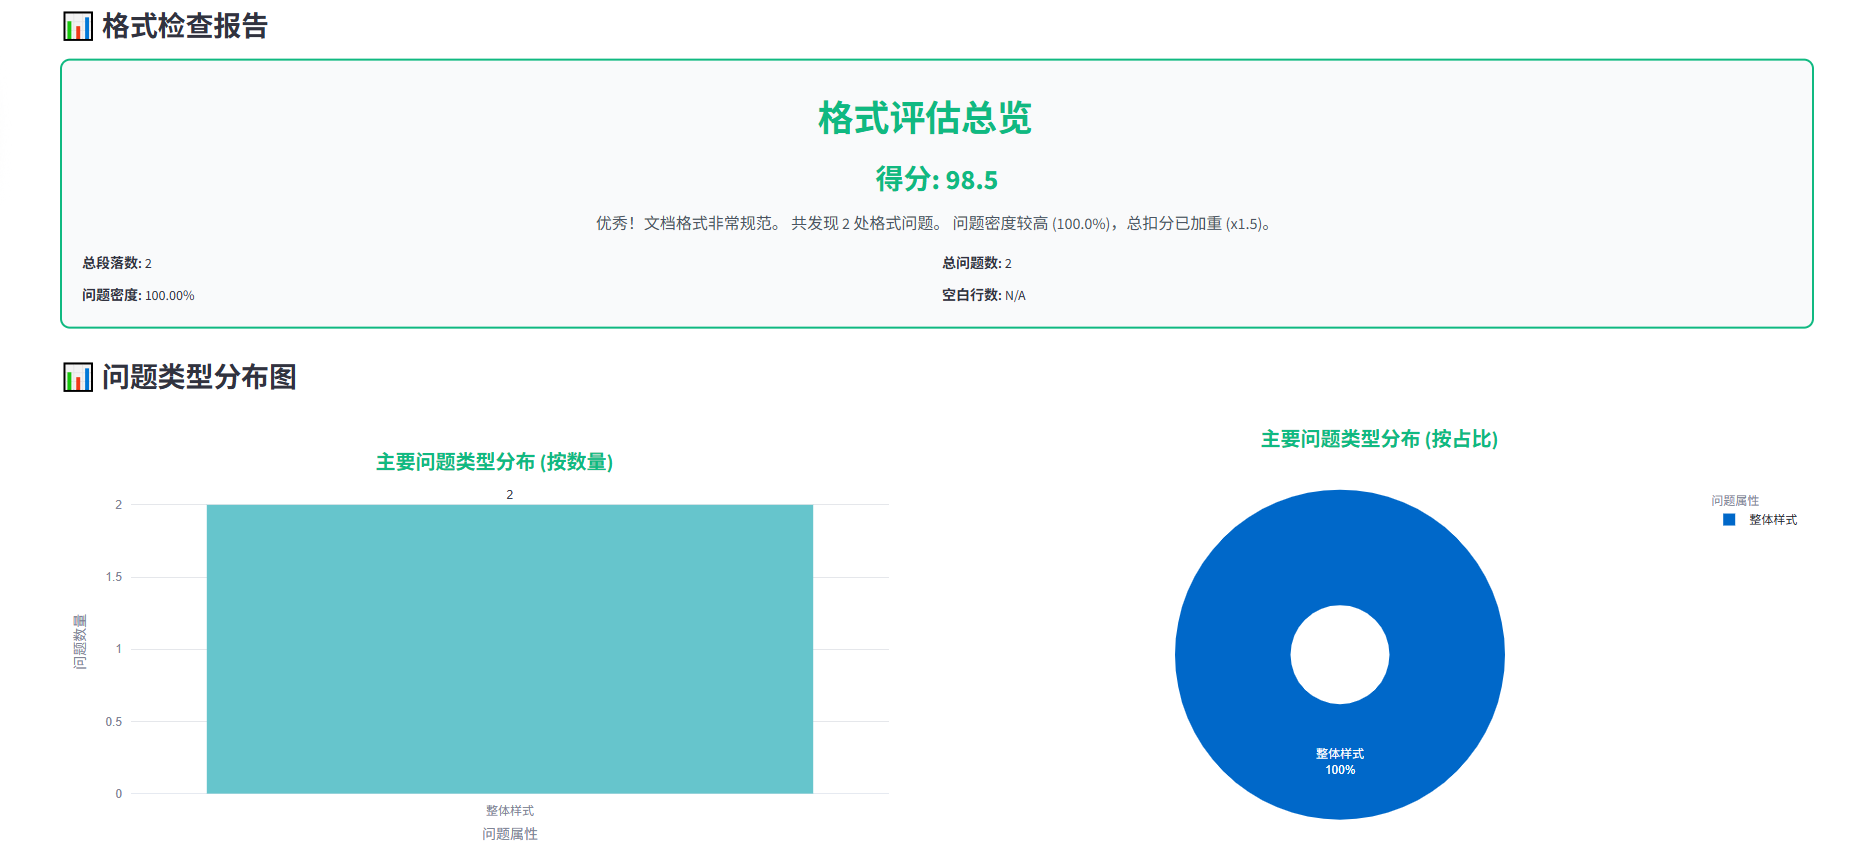 格式检查报告
格式评估总览
得分: 98.5
优秀！文档格式非常规范。 共发现 2 处格式问题。 问题密度较高 (100.0%)，总扣分已加重 (x1.5)。
总段落数: 2
总问题数: 2
问题密度: 100.00%
空白行数: N/A
问题类型分布图
主要问题类型分布 (按数量)
2
2
1.5
1
0.5
0
问题数量
整体样式
问题属性
主要问题类型分布 (按占比)
问题属性
整体样式
整体样式
100%